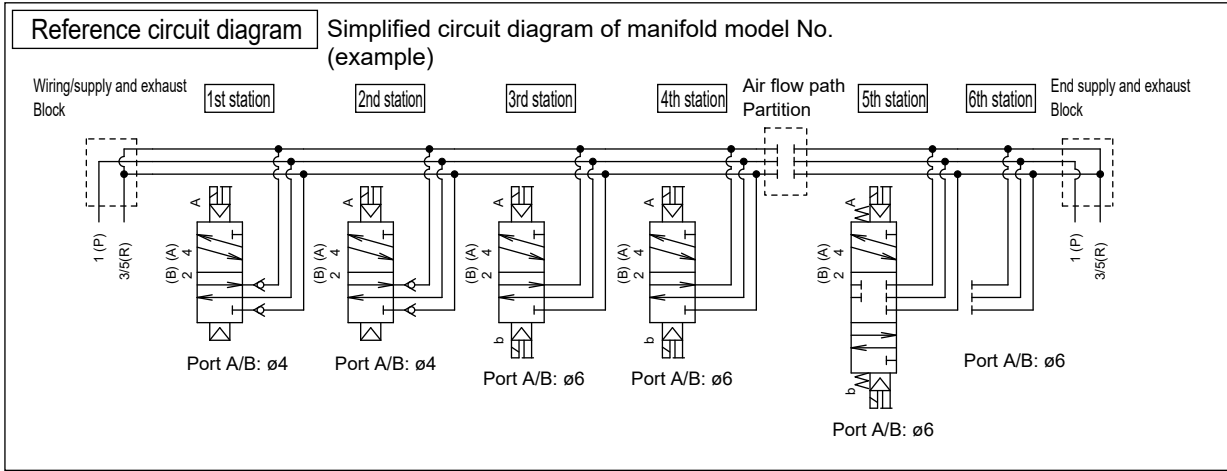 Reference circuit diagram
Simplified circuit diagram of manifold model No.
(example)
Wiring/supply and exhaust
Block
1st station
2nd station
3rd station
4th station
Air flow path
Partition
5th station
6th station
End supply and exhaust
Block
1 (P)
3/5(R)
A
(A)
4
(B)
2
Port A/B: ø4
A
(A)
4
(B)
2
Port A/B: ø4
A
(A)
4
(B)
2
b
Port A/B: ø6
A
(A)
4
(B)
2
b
Port A/B: ø6
A
(A)
4
(B)
2
b
Port A/B: ø6
Port A/B: ø6
1 (P)
3/5(R)